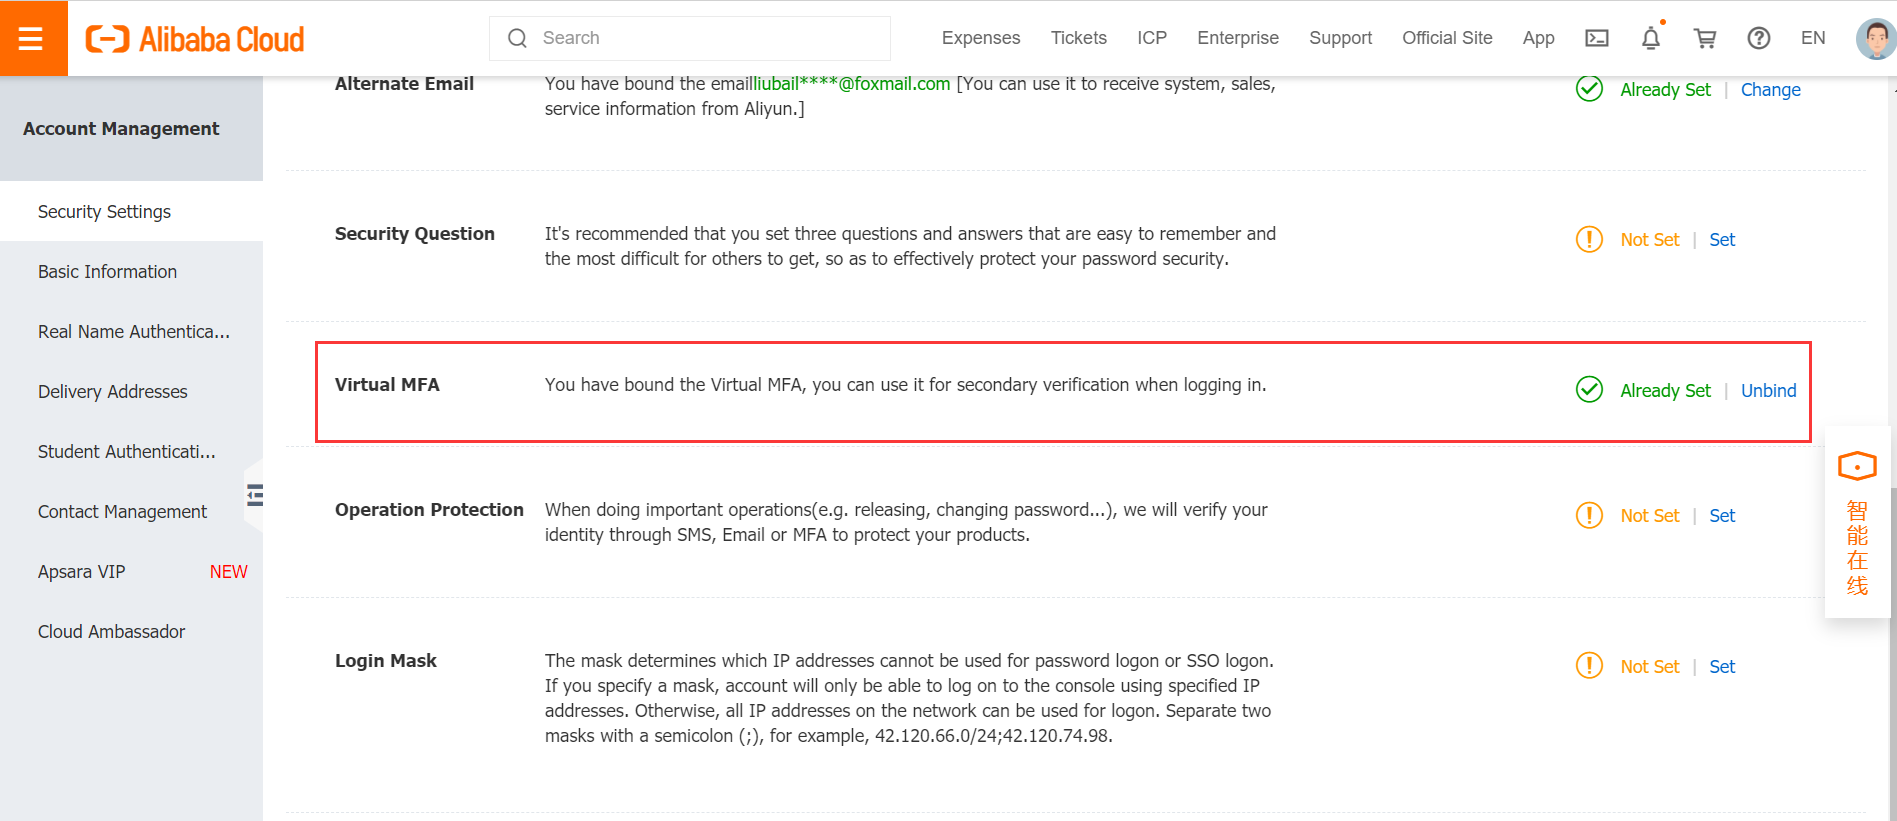 Alibaba Cloud
Search
Expenses
Tickets
ICP
Enterprise
Support
Official Site
App
EN
Account Management
Security Settings
Basic Information
Real Name Authentica...
Delivery Addresses
Student Authenticati...
Contact Management
Apsara VIP NEW
Cloud Ambassador
Alternate Email
You have bound the emailliubail****@foxmail.com [You can use it to receive system, sales,
service information from Aliyun.]
Already Set | Change
Security Question
It's recommended that you set three questions and answers that are easy to remember and
the most difficult for others to get, so as to effectively protect your password security.
Not Set | Set
Virtual MFA
You have bound the Virtual MFA, you can use it for secondary verification when logging in.
Already Set | Unbind
Operation Protection
When doing important operations(e.g. releasing, changing password...), we will verify your
identity through SMS, Email or MFA to protect your products.
Not Set | Set
Login Mask
The mask determines which IP addresses cannot be used for password logon or SSO logon.
If you specify a mask, account will only be able to log on to the console using specified IP
addresses. Otherwise, all IP addresses on the network can be used for logon. Separate two
masks with a semicolon (;), for example, 42.120.66.0/24;42.120.74.98.
Not Set | Set
智能在线